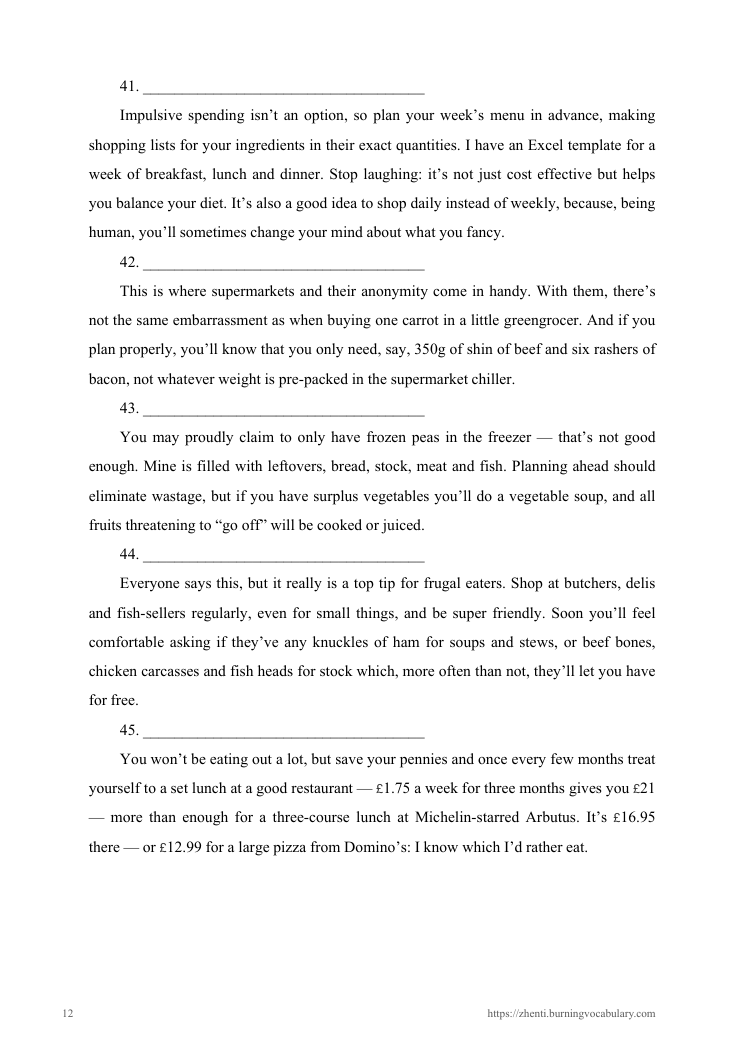 41. ___________________________________
Impulsive spending isn’t an option, so plan your week’s menu in advance, making
shopping lists for your ingredients in their exact quantities. I have an Excel template for a
week of breakfast, lunch and dinner. Stop laughing: it’s not just cost effective but helps
you balance your diet. It’s also a good idea to shop daily instead of weekly, because, being
human, you’ll sometimes change your mind about what you fancy.
42. ___________________________________
This is where supermarkets and their anonymity come in handy. With them, there’s
not the same embarrassment as when buying one carrot in a little greengrocer. And if you
plan properly, you’ll know that you only need, say, 350g of shin of beef and six rashers of
bacon, not whatever weight is pre-packed in the supermarket chiller.
43. ___________________________________
You may proudly claim to only have frozen peas in the freezer — that’s not good
enough. Mine is filled with leftovers, bread, stock, meat and fish. Planning ahead should
eliminate wastage, but if you have surplus vegetables you’ll do a vegetable soup, and all
fruits threatening to “go off” will be cooked or juiced.
44. ___________________________________
Everyone says this, but it really is a top tip for frugal eaters. Shop at butchers, delis
and fish-sellers regularly, even for small things, and be super friendly. Soon you’ll feel
comfortable asking if they’ve any knuckles of ham for soups and stews, or beef bones,
chicken carcasses and fish heads for stock which, more often than not, they’ll let you have
for free.
45. ___________________________________
You won’t be eating out a lot, but save your pennies and once every few months treat
yourself to a set lunch at a good restaurant — £1.75 a week for three months gives you £21
— more than enough for a three-course lunch at Michelin-starred Arbutus. It’s £16.95
there — or £12.99 for a large pizza from Domino’s: I know which I’d rather eat.
12 https://zhenti.burningvocabulary.com